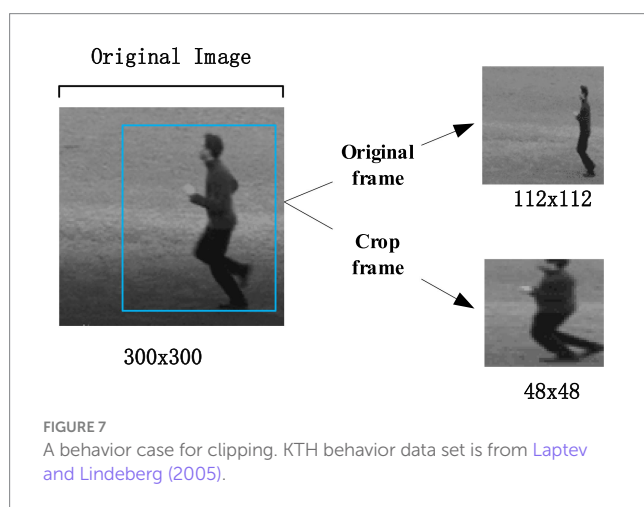 Original Image
Original
frame
112x112
Crop
frame
300x300
48x48
FIGURE 7
A behavior case for clipping. KTH behavior data set is from Laptev
and Lindeberg (2005).